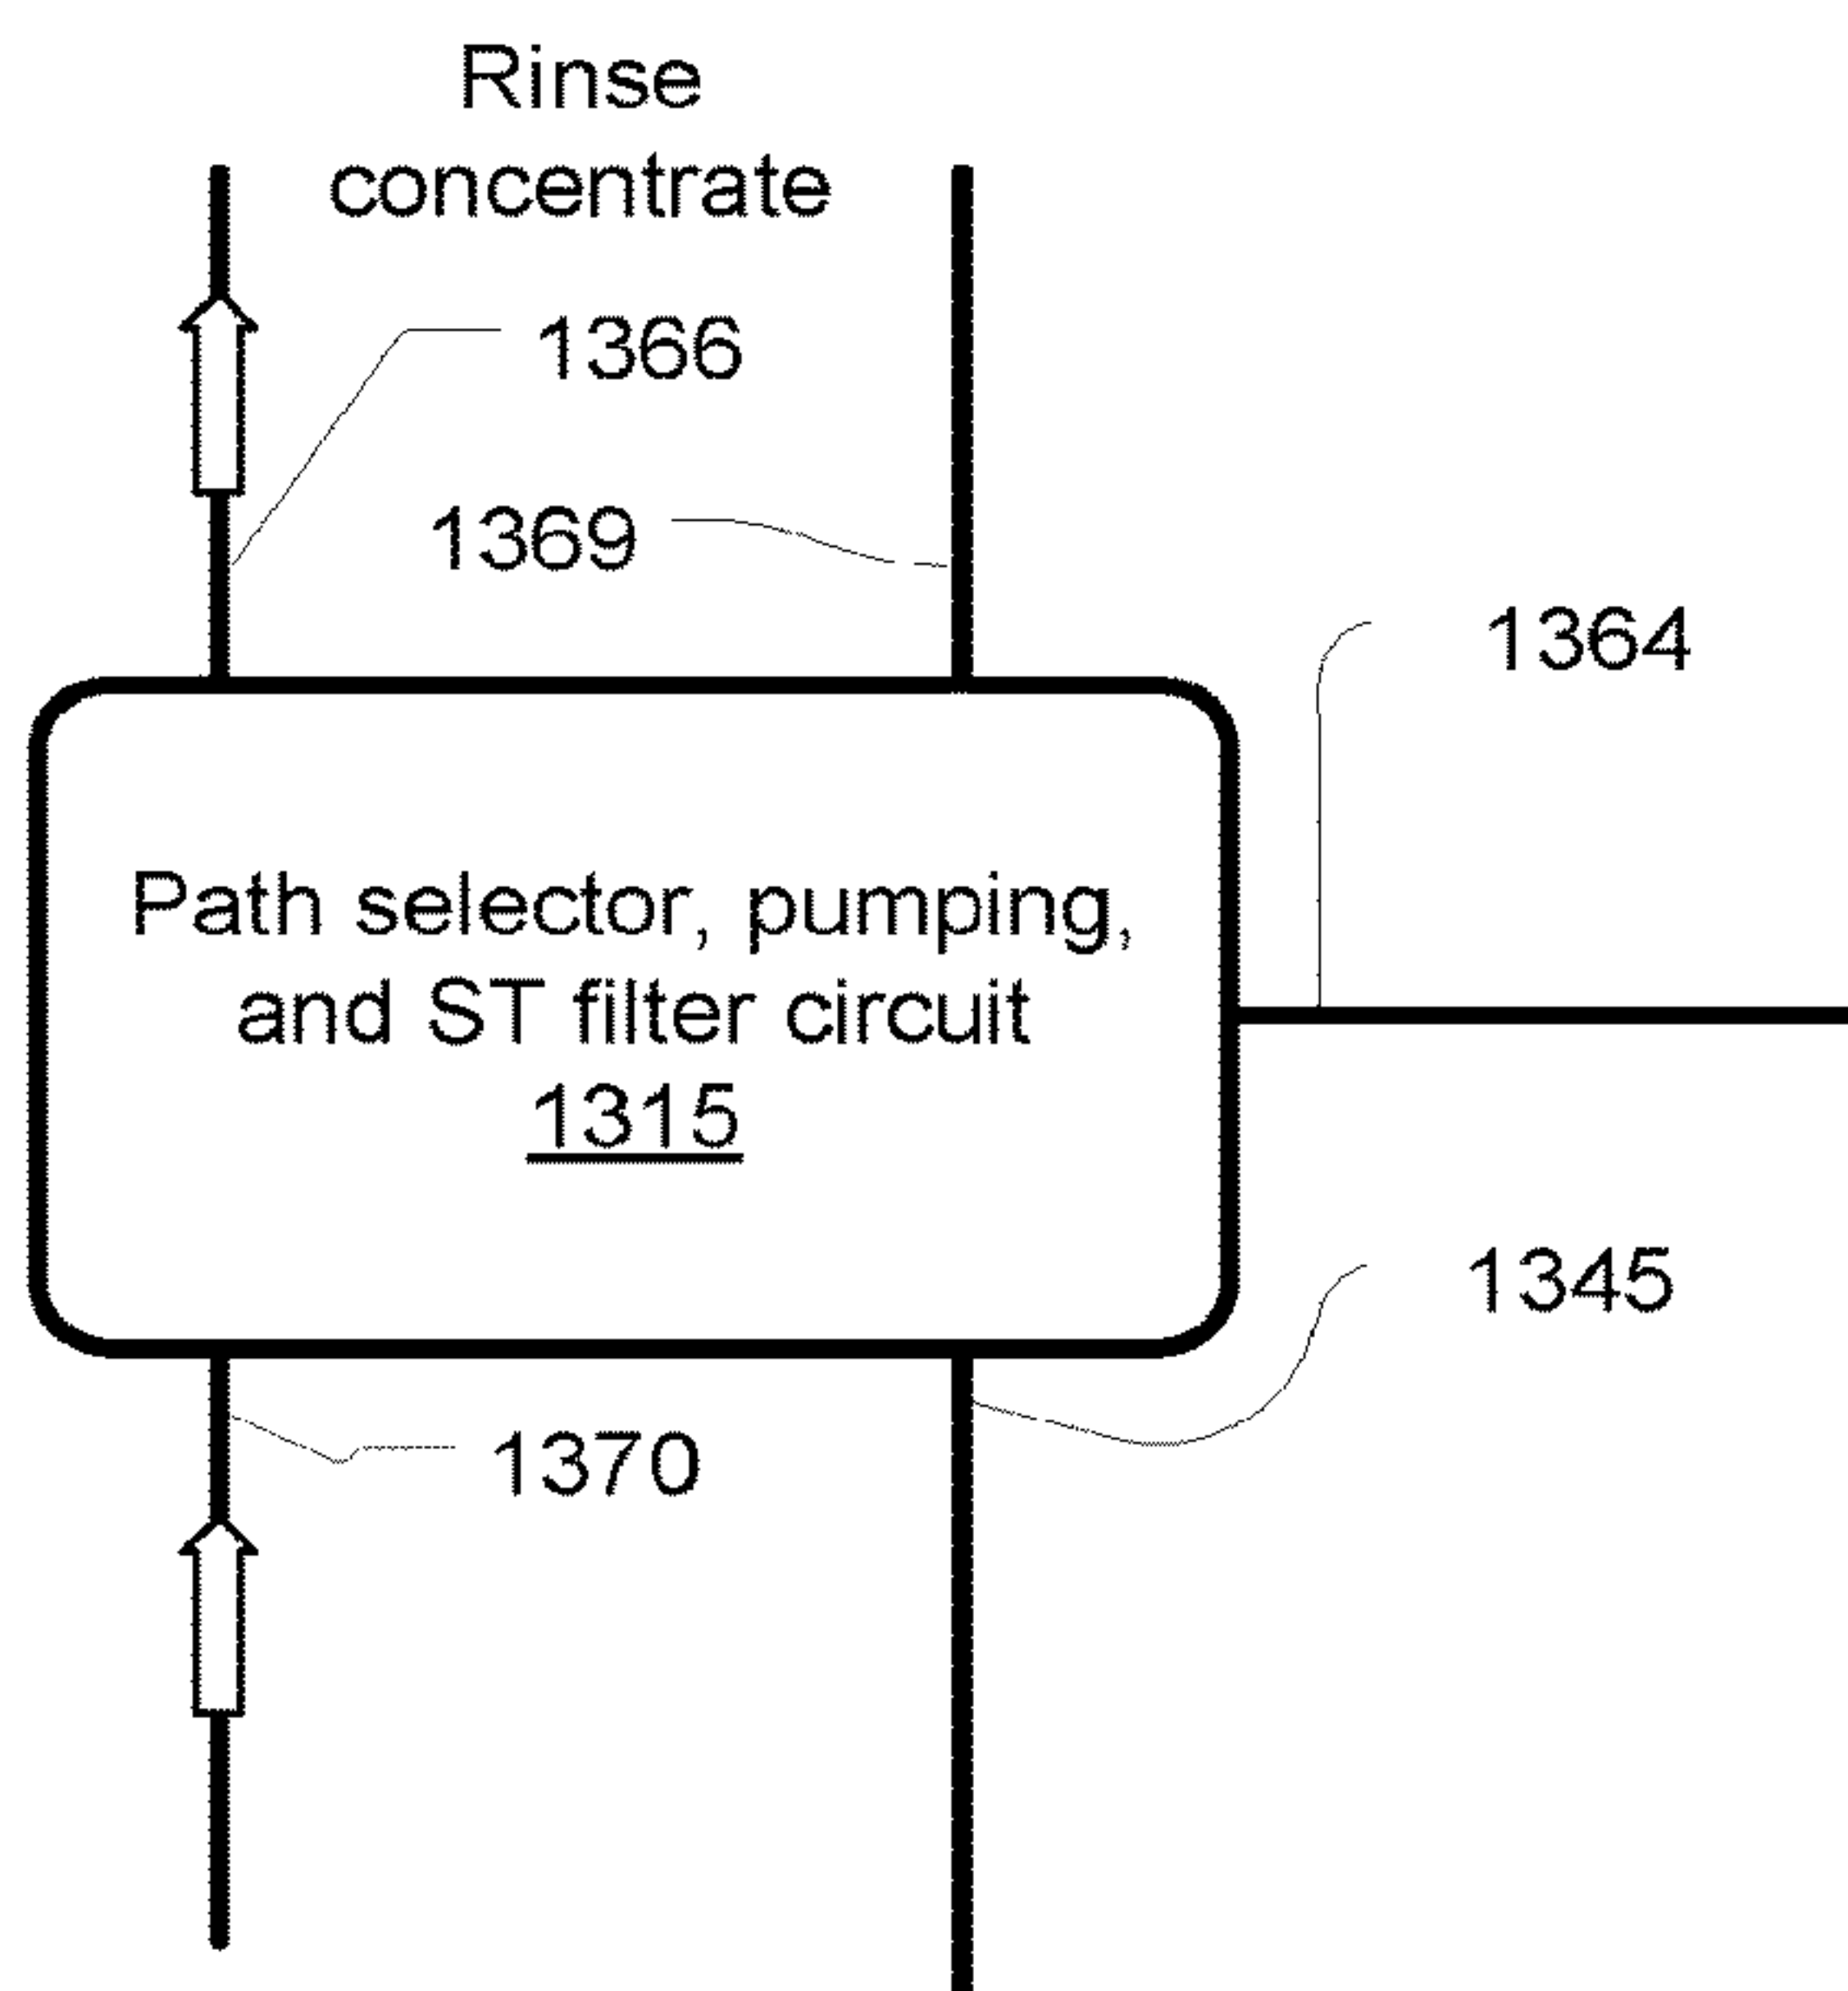 Rinse
concentrate
1366
1369
1364
Path selector, pumping,
and ST filter circuit
1315
1345
1370